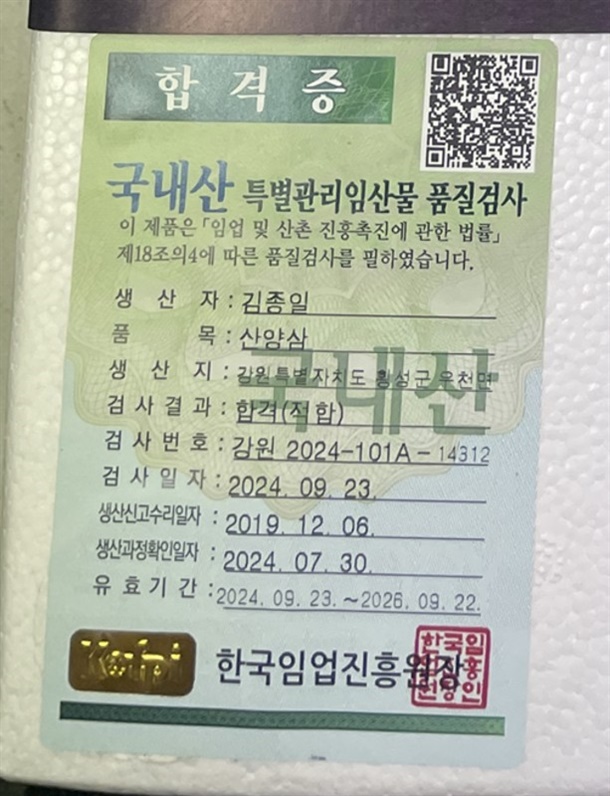 합격증
국내산 특별관리임산물 품질검사
이 제품은 「임업 및 산촌 진흥촉진에 관한 법률」
제18조의4에 따른 품질검사를 필하였습니다.
생 산 자 : 김종일
품 목 : 산양삼
생 산 지 : 강원특별자치도 횡성군 우천면
국내산
검 사 결 과 : 합격(적합)
검 사 번 호 : 강원 2024-101A - 14312
검 사 일 자 : 2024. 09. 23.
생산신고수리일자 : 2019. 12. 06.
생산과정확인일자 : 2024. 07. 30.
유 효 기 간 : 2024. 09. 23. ~2026. 09. 22.
Kofpi
한국임업진흥원장